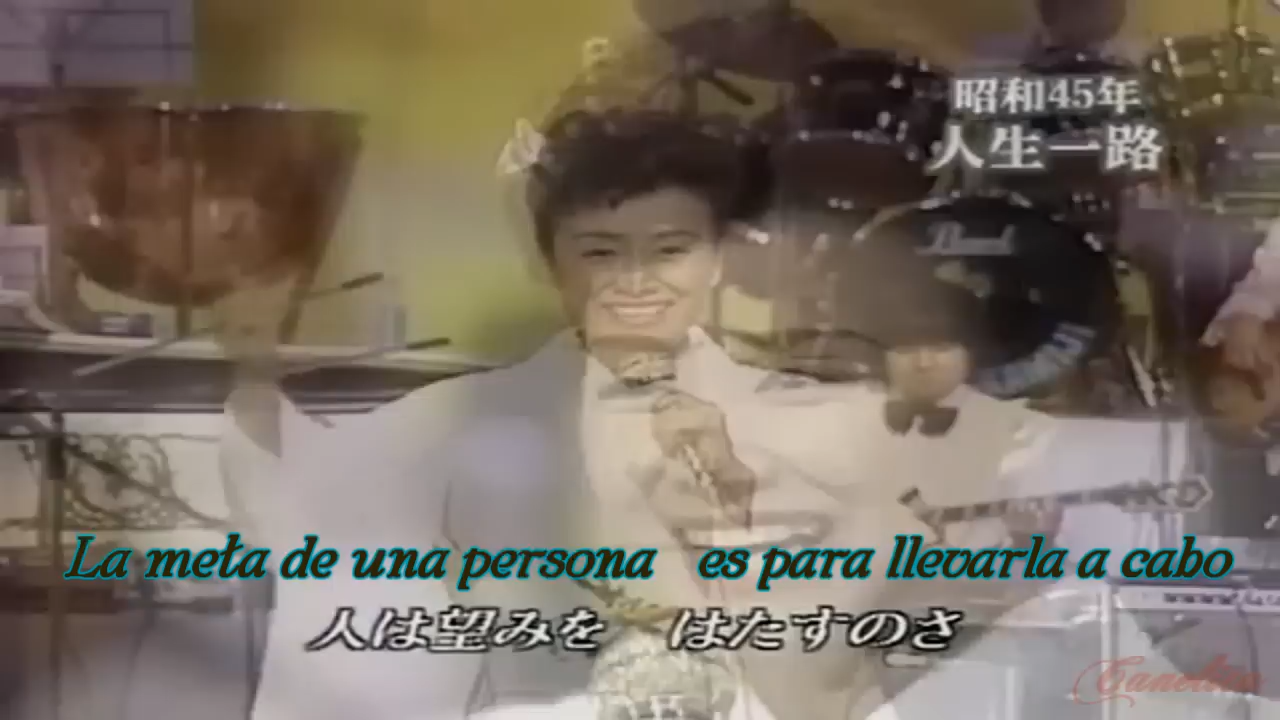 昭和45年
人生一路
Pearl
La meta de una persona es para llevarla a cabo
人は望みを はたすのさ